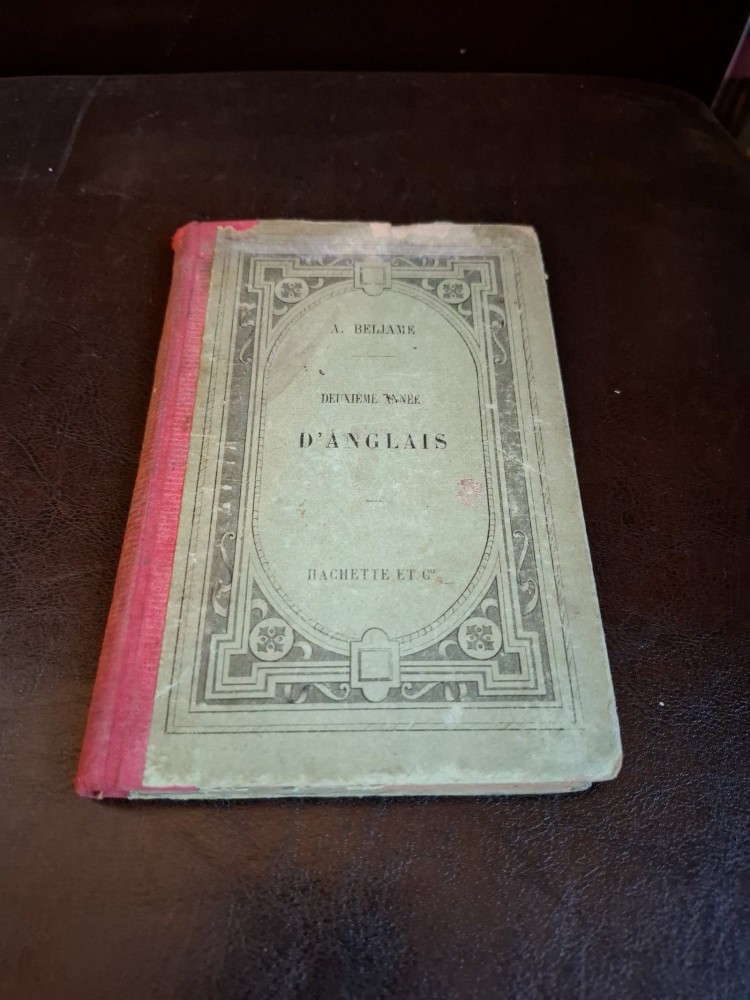 A. BELJAME
DEUXIÈME ANNÉE
D'ANGLAIS
HACHETTE ET Cie